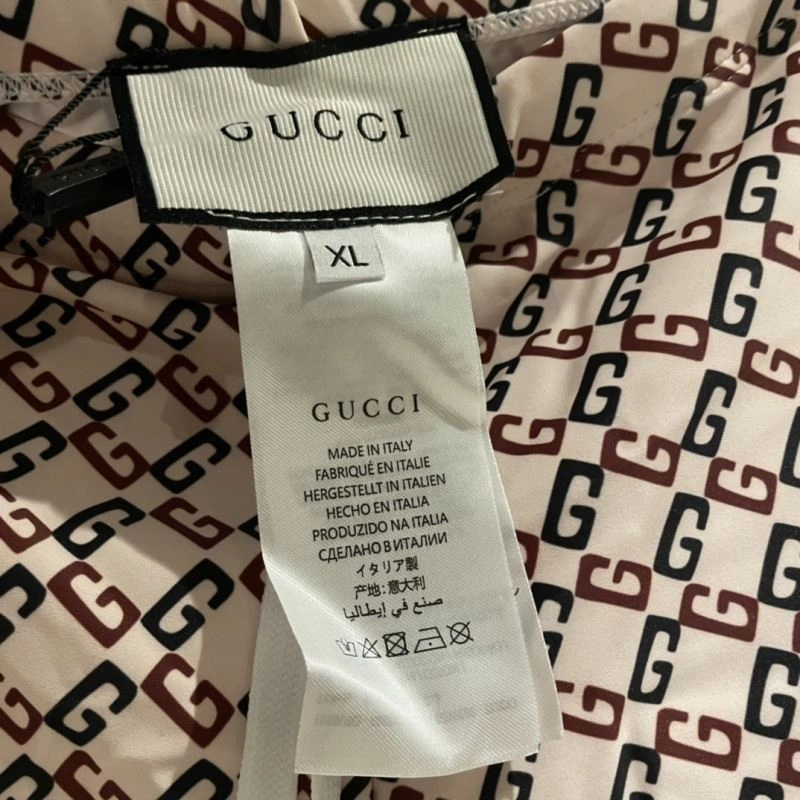 GUCCI
XL
GUCCI
MADE IN ITALY
FABRIQUÉ EN ITALIE
HERGESTELLT IN ITALIEN
HECHO EN ITALIA
PRODUZIDO NA ITALIA
СДЕЛАНО В ИТАЛИИ
イタリア製
产地:意大利
صنع في إيطاليا